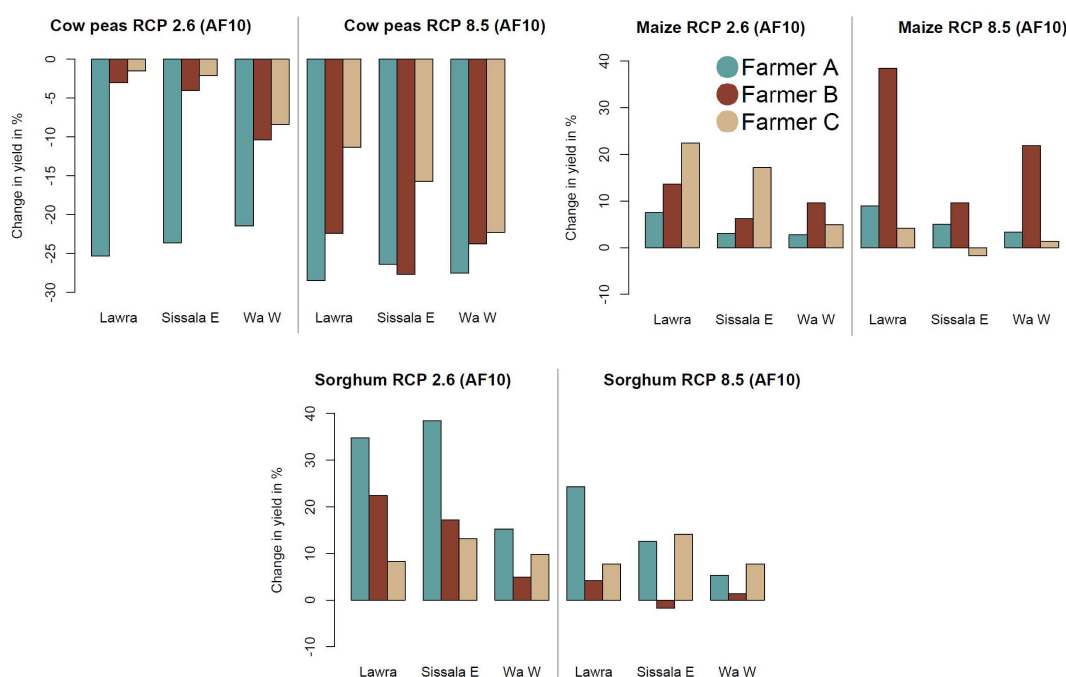 Cow peas RCP 2.6 (AF10)
Cow peas RCP 8.5 (AF10)
Change in yield in %
0
-5
-10
-15
-20
-25
-30
Lawra
Sissala E
Wa W
Lawra
Sissala E
Wa W
Maize RCP 2.6 (AF10)
Maize RCP 8.5 (AF10)
Farmer A
Farmer B
Farmer C
Change in yield in %
40
30
20
10
0
-10
Lawra
Sissala E
Wa W
Lawra
Sissala E
Wa W
Sorghum RCP 2.6 (AF10)
Sorghum RCP 8.5 (AF10)
Change in yield in %
40
30
20
10
0
-10
Lawra
Sissala E
Wa W
Lawra
Sissala E
Wa W